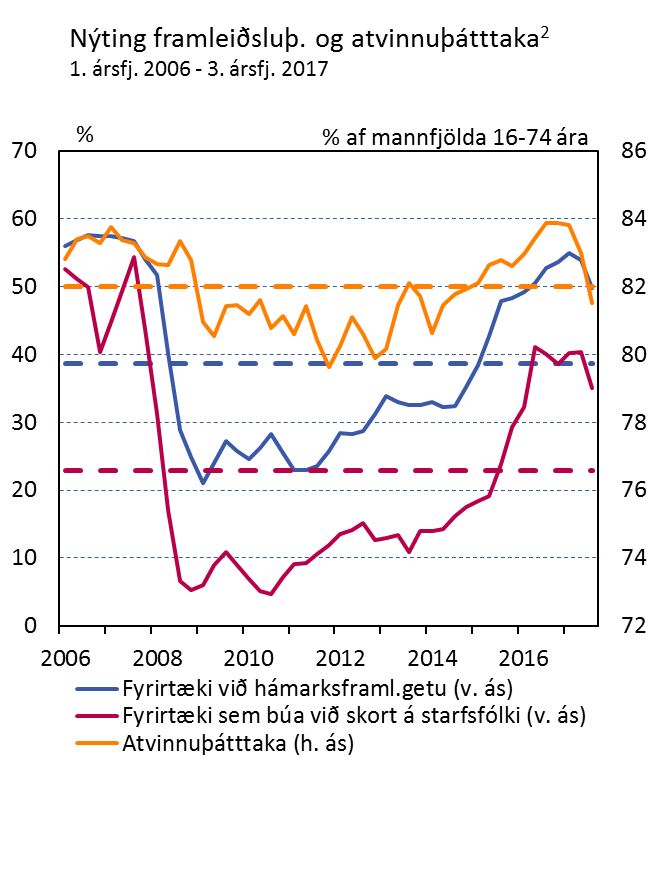 Nýting framleiðsluþ. og atvinnuþátttaka²
1. ársfj. 2006 - 3. ársfj. 2017
% % af mannfjölda 16-74 ára
70 86
60 84
50 82
40 80
30 78
20 76
10 74
0 72
2006 2008 2010 2012 2014 2016
Fyrirtæki við hámarksframl.getu (v. ás)
Fyrirtæki sem búa við skort á starfsfólki (v. ás)
Atvinnuþátttaka (h. ás)